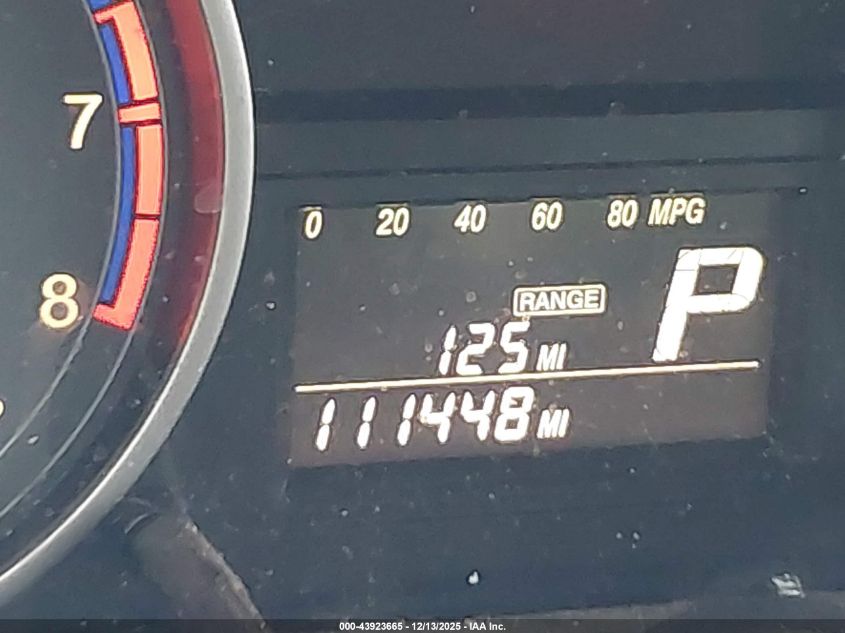 7
8
0 20 40 60 80 MPG
P
RANGE
125 MI
111448 MI
000-43923665 - 12/13/2025 - IAA Inc.